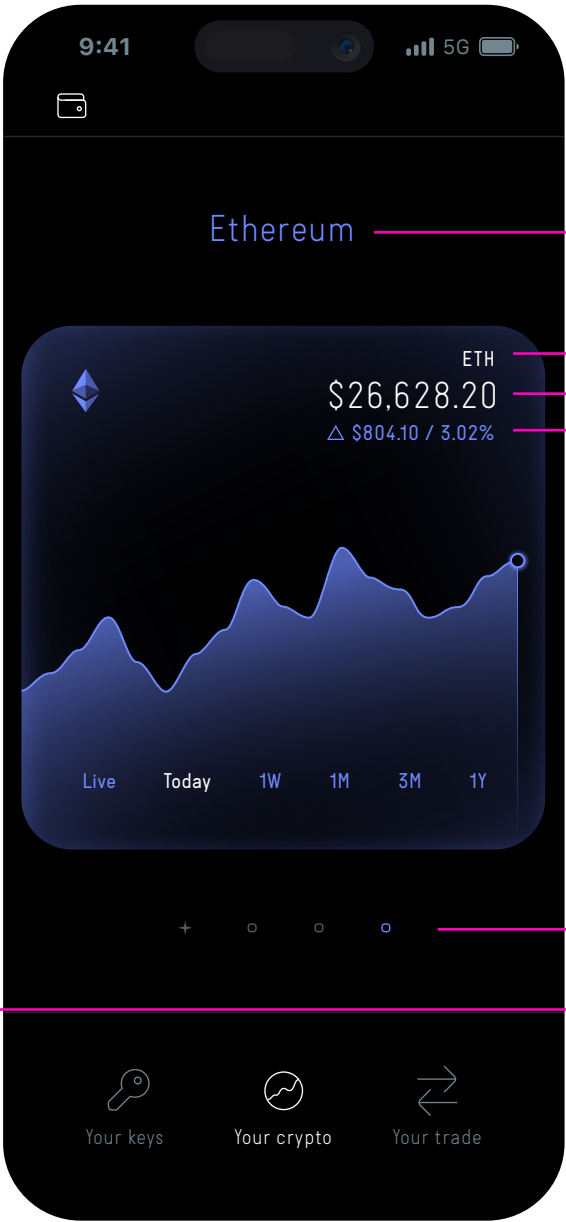 9:41 5G
Ethereum
ETH
$26,628.20
△ $804.10 / 3.02%
Live Today 1W 1M 3M 1Y
Your keys Your crypto Your trade